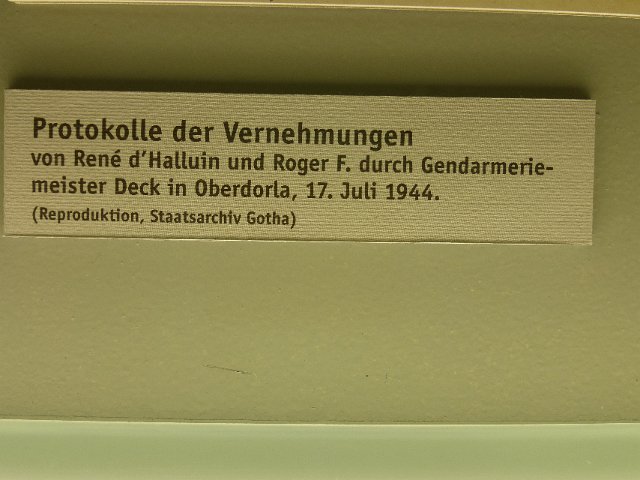 Protokolle der Vernehmungen
von René d'Halluin und Roger F. durch Gendarmerie-
meister Deck in Oberdorla, 17. Juli 1944.
(Reproduktion, Staatsarchiv Gotha)